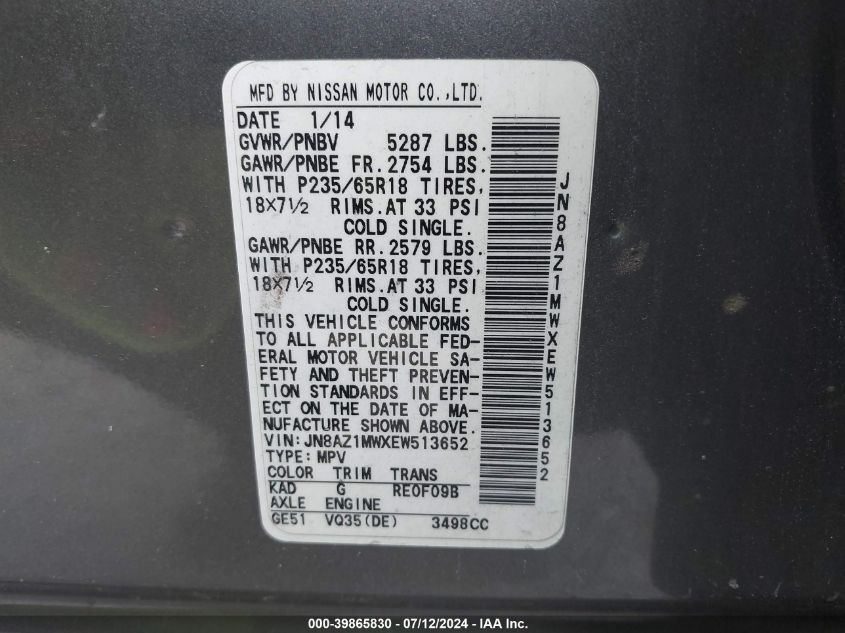 MFD BY NISSAN MOTOR CO.,LTD.
DATE 1/14
GVWR/PNBV 5287 LBS.
GAWR/PNBE FR. 2754 LBS.
WITH P235/65R18 TIRES,
18X7½ RIMS.AT 33 PSI
COLD SINGLE.
GAWR/PNBE RR. 2579 LBS.
WITH P235/65R18 TIRES,
18X7½ RIMS.AT 33 PSI
COLD SINGLE.
THIS VEHICLE CONFORMS
TO ALL APPLICABLE FED-
ERAL MOTOR VEHICLE SA-
FETY AND THEFT PREVEN-
TION STANDARDS IN EFF-
ECT ON THE DATE OF MA-
NUFACTURE SHOWN ABOVE.
VIN:JN8AZ1MWXEW513652
TYPE:MPV
COLOR TRIM TRANS
KAD G RE0F09B
AXLE ENGINE
GE51 VQ35(DE) 3498CC
JN8AZ1MWXEW513652
000-39865830 - 07/12/2024 - IAA Inc.